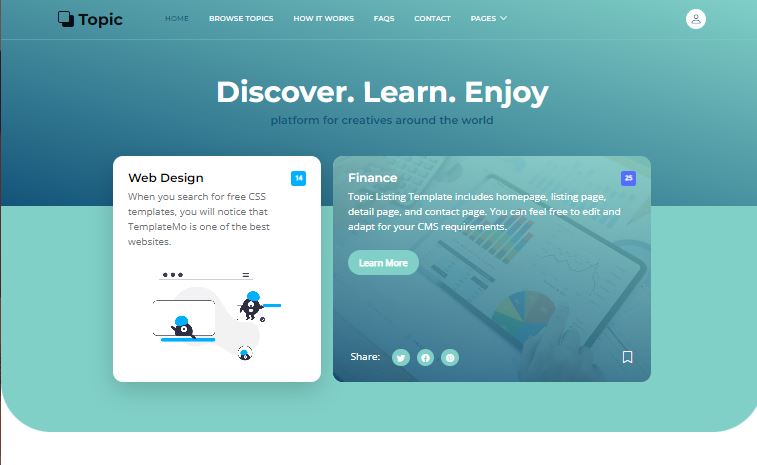 Topic
HOME
BROWSE TOPICS
HOW IT WORKS
FAQS
CONTACT
PAGES
Discover. Learn. Enjoy
platform for creatives around the world
Web Design
14
When you search for free CSS
templates, you will notice that
TemplateMo is one of the best
websites.
Finance
25
Topic Listing Template includes homepage, listing page,
detail page, and contact page. You can feel free to edit and
adapt for your CMS requirements.
Learn More
Share: